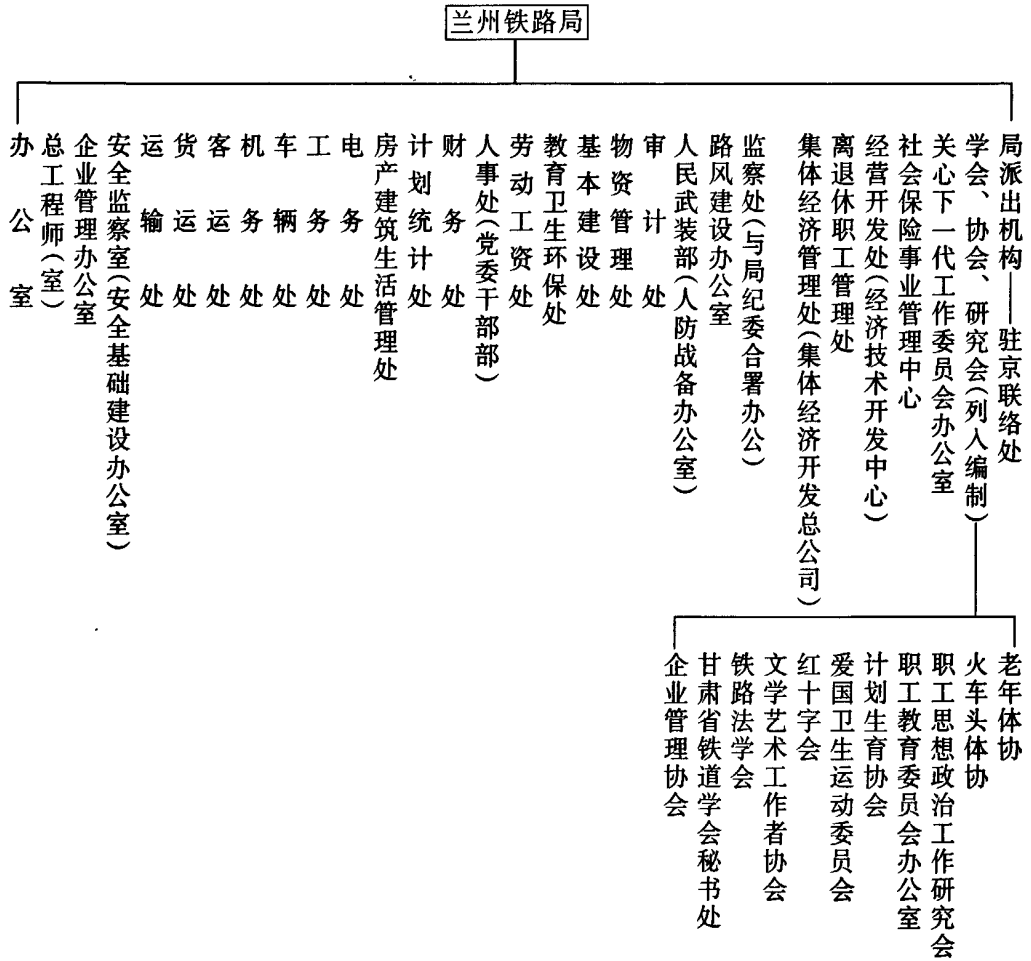 兰州铁路局
办公室
总工程师(室)
企业管理办公室
安全监察室(安全基础建设办公室)
运输处
货运处
客运处
机务处
车辆处
工务处
电务处
房产建筑生活管理处
计划统计处
财务处
人事处(党委干部部)
劳动工资处
教育卫生环保处
基本建设处
物资管理处
审计处
人民武装部(人防战备办公室)
路风建设办公室
监察处(与局纪委合署办公)
集体经济管理处(集体经济开发总公司)
离退休职工管理处
经营开发处(经济技术开发中心)
社会保险事业管理中心
关心下一代工作委员会办公室
学会、协会、研究会(列入编制)
局派出机构——驻京联络处
企业管理协会
甘肃省铁道学会秘书处
铁路法学会
文学艺术工作者协会
红十字会
爱国卫生运动委员会
计划生育协会
职工教育委员会办公室
职工思想政治工作研究会
火车头体协
老年体协